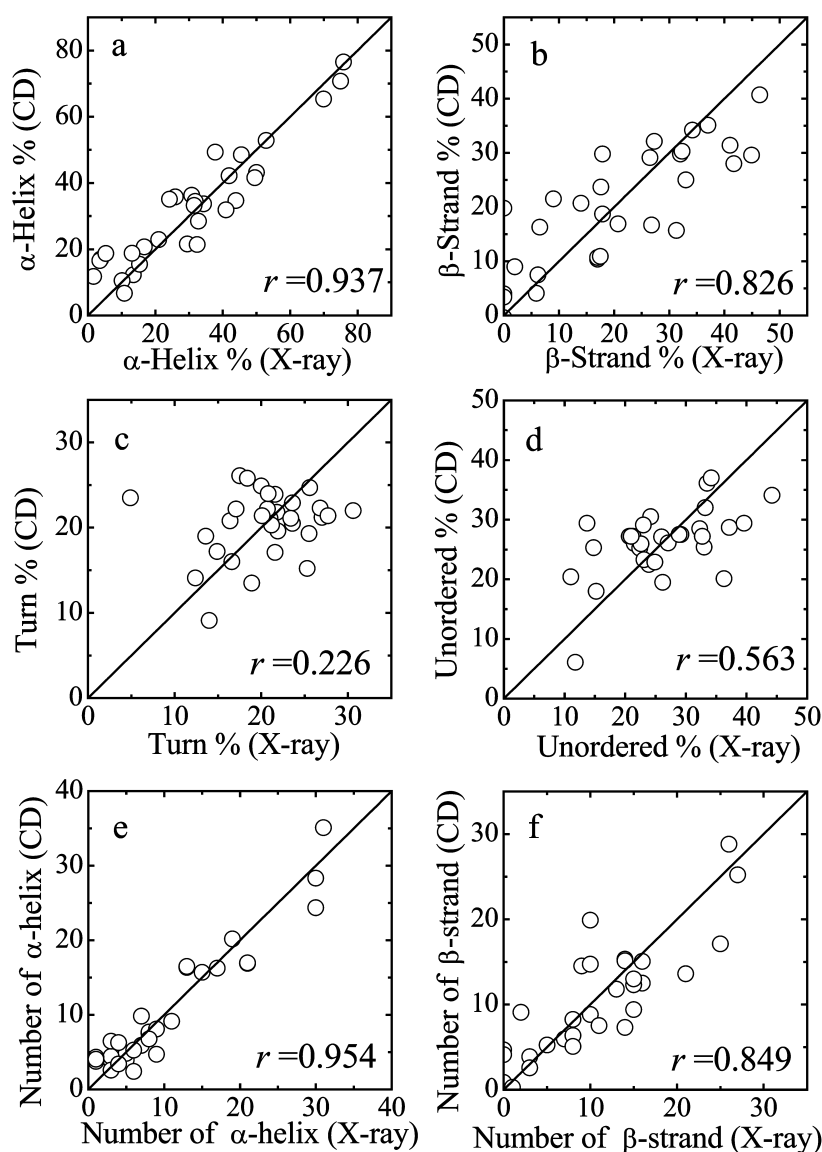 a
α-Helix % (CD)
80
60
40
20
0
r =0.937
0 20 40 60 80
α-Helix % (X-ray)
b
β-Strand % (CD)
50
40
30
20
10
0
r =0.826
0 10 20 30 40 50
β-Strand % (X-ray)
c
Turn % (CD)
30
20
10
0
r =0.226
0 10 20 30
Turn % (X-ray)
d
Unordered % (CD)
50
40
30
20
10
0
r =0.563
0 10 20 30 40 50
Unordered % (X-ray)
e
Number of α-helix (CD)
40
30
20
10
0
r =0.954
0 10 20 30 40
Number of α-helix (X-ray)
f
Number of β-strand (CD)
30
20
10
0
r =0.849
0 10 20 30
Number of β-strand (X-ray)